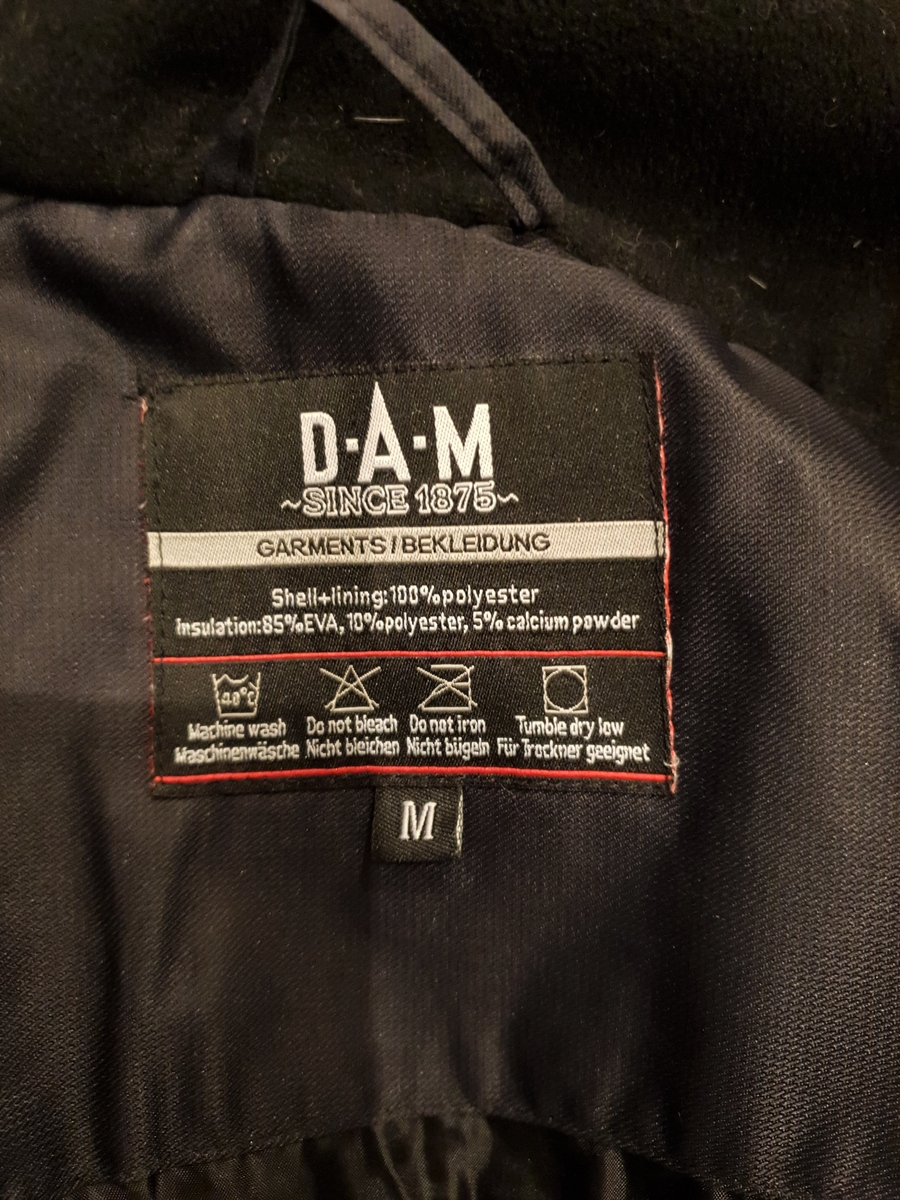 D·A·M
~SINCE 1875~
GARMENTS / BEKLEIDUNG
Shell+lining:100%polyester
Insulation:85%EVA, 10%polyester, 5% calcium powder
40°C
Machine wash Do not bleach Do not iron Tumble dry low
Maschinenwäsche Nicht bleichen Nicht bügeln Für Trockner geeignet
M